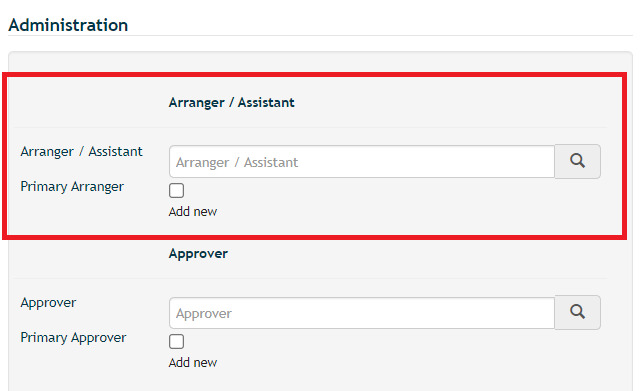 Administration
Arranger / Assistant
Arranger / Assistant Arranger / Assistant
Primary Arranger
Add new
Approver
Approver Approver
Primary Approver
Add new